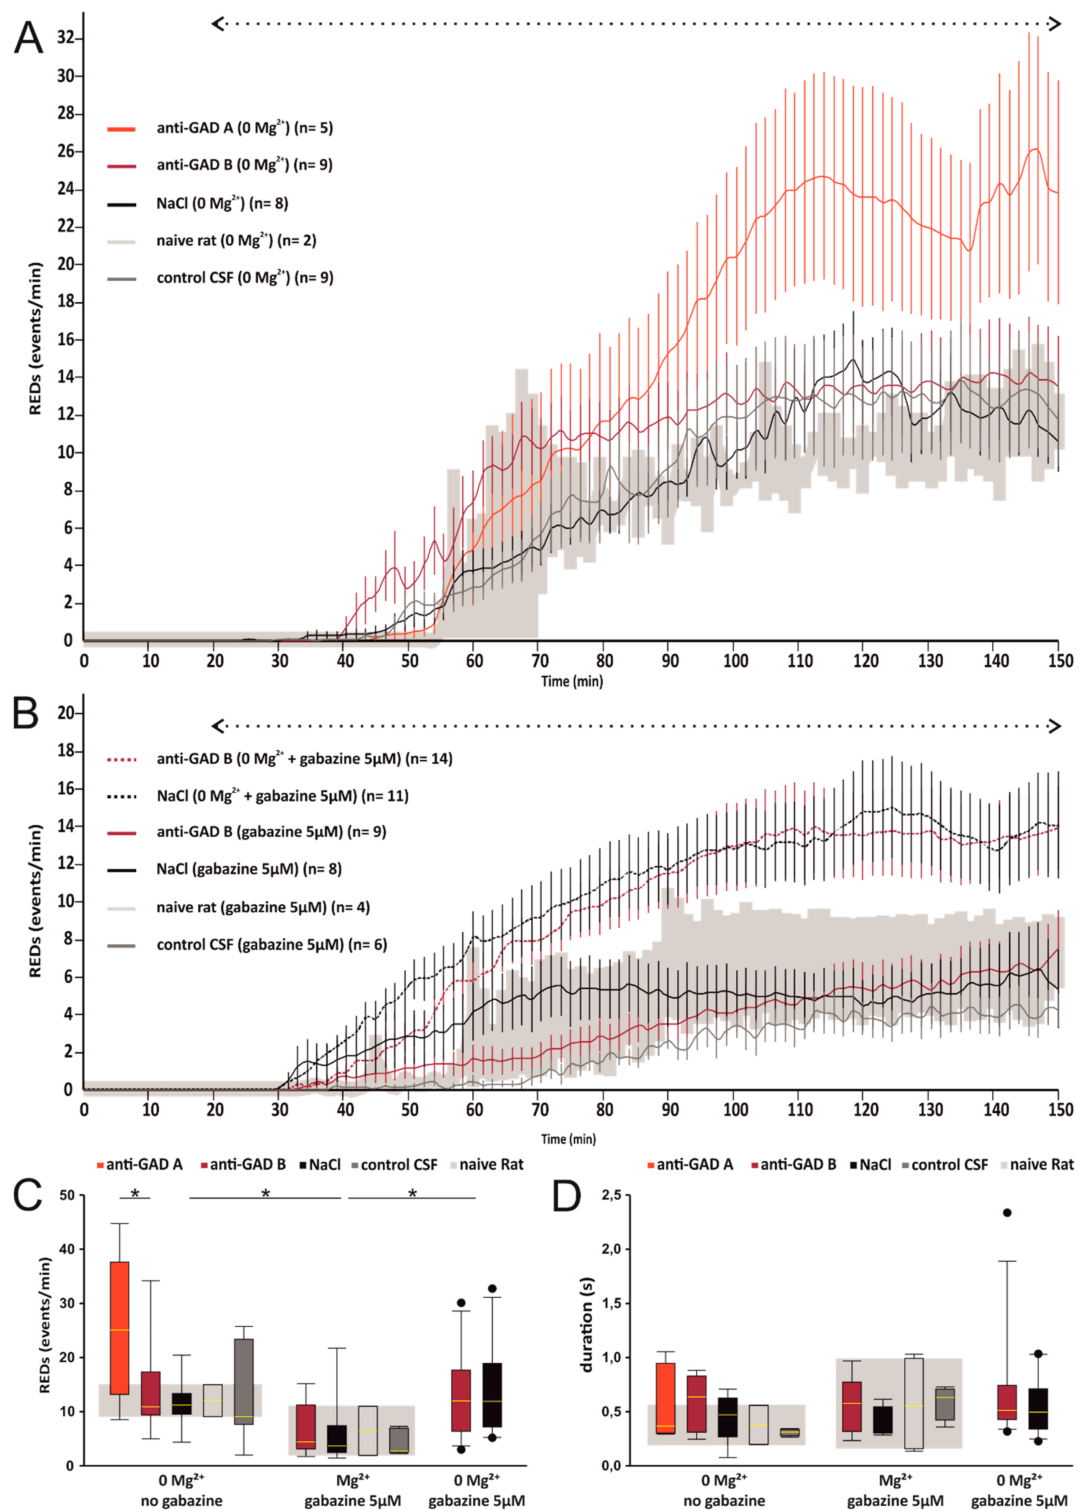 A
32
30
28
26
24
22
20
18
16
14
12
10
8
6
4
2
0
REDs (events/min)
anti-GAD A (0 Mg²⁺) (n= 5)
anti-GAD B (0 Mg²⁺) (n= 9)
NaCl (0 Mg²⁺) (n= 8)
naive rat (0 Mg²⁺) (n= 2)
control CSF (0 Mg²⁺) (n= 9)
0 10 20 30 40 50 60 70 80 90 100 110 120 130 140 150
Time (min)
B
20
18
16
14
12
10
8
6
4
2
0
REDs (events/min)
anti-GAD B (0 Mg²⁺ + gabazine 5µM) (n= 14)
NaCl (0 Mg²⁺ + gabazine 5µM) (n= 11)
anti-GAD B (gabazine 5µM) (n= 9)
NaCl (gabazine 5µM) (n= 8)
naive rat (gabazine 5µM) (n= 4)
control CSF (gabazine 5µM) (n= 6)
0 10 20 30 40 50 60 70 80 90 100 110 120 130 140 150
Time (min)
anti-GAD A anti-GAD B NaCl control CSF naive Rat
C
50
40
30
20
10
0
REDs (events/min)
* * *
0 Mg²⁺
no gabazine
Mg²⁺
gabazine 5µM
0 Mg²⁺
gabazine 5µM
anti-GAD A anti-GAD B NaCl control CSF naive Rat
D
2,5
2,0
1,5
1,0
0,5
0,0
duration (s)
0 Mg²⁺
no gabazine
Mg²⁺
gabazine 5µM
0 Mg²⁺
gabazine 5µM